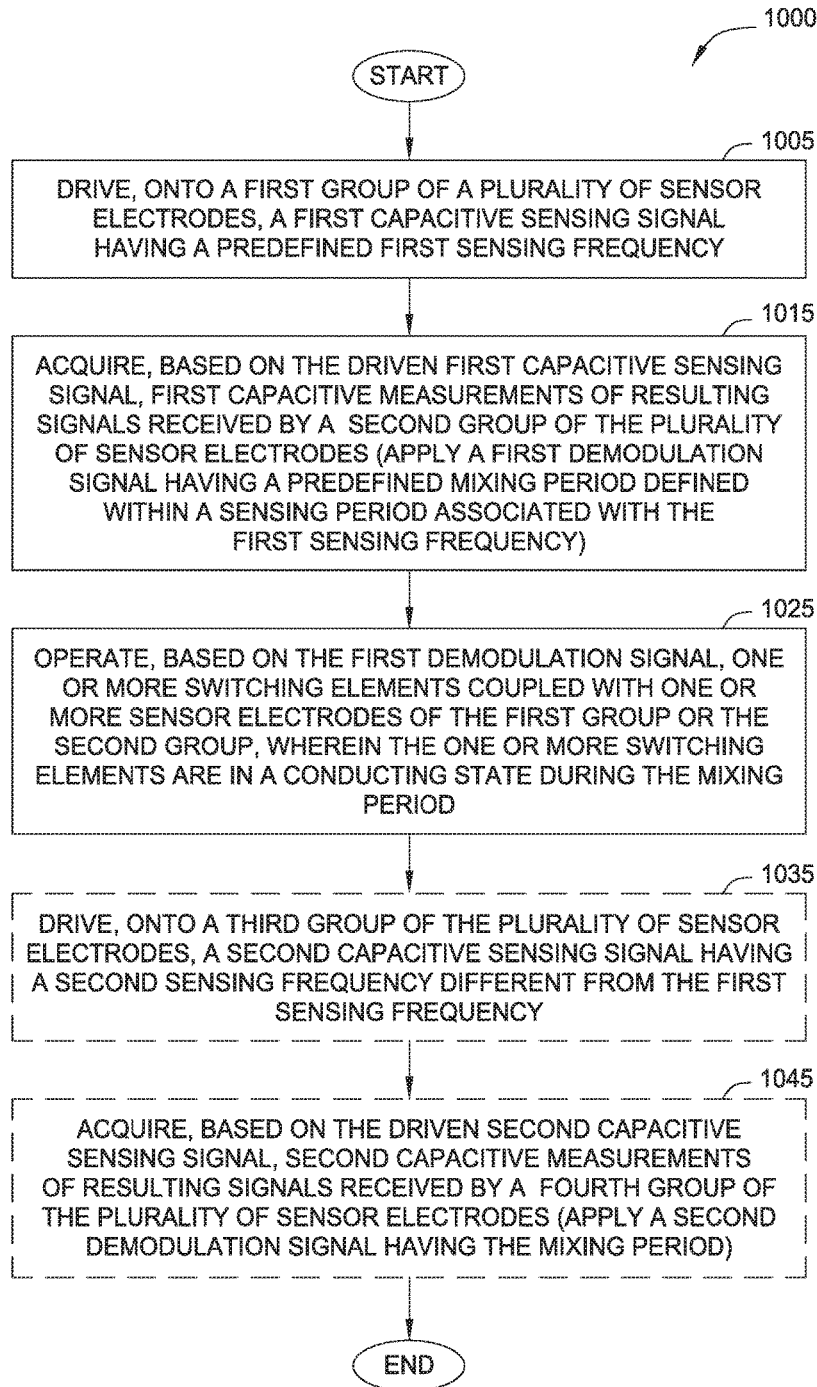 1000
START
1005
DRIVE, ONTO A FIRST GROUP OF A PLURALITY OF SENSOR
ELECTRODES, A FIRST CAPACITIVE SENSING SIGNAL
HAVING A PREDEFINED FIRST SENSING FREQUENCY
1015
ACQUIRE, BASED ON THE DRIVEN FIRST CAPACITIVE SENSING
SIGNAL, FIRST CAPACITIVE MEASUREMENTS OF RESULTING
SIGNALS RECEIVED BY A SECOND GROUP OF THE PLURALITY
OF SENSOR ELECTRODES (APPLY A FIRST DEMODULATION
SIGNAL HAVING A PREDEFINED MIXING PERIOD DEFINED
WITHIN A SENSING PERIOD ASSOCIATED WITH THE
FIRST SENSING FREQUENCY)
1025
OPERATE, BASED ON THE FIRST DEMODULATION SIGNAL, ONE
OR MORE SWITCHING ELEMENTS COUPLED WITH ONE OR
MORE SENSOR ELECTRODES OF THE FIRST GROUP OR THE
SECOND GROUP, WHEREIN THE ONE OR MORE SWITCHING
ELEMENTS ARE IN A CONDUCTING STATE DURING THE MIXING
PERIOD
1035
DRIVE, ONTO A THIRD GROUP OF THE PLURALITY OF SENSOR
ELECTRODES, A SECOND CAPACITIVE SENSING SIGNAL HAVING
A SECOND SENSING FREQUENCY DIFFERENT FROM THE FIRST
SENSING FREQUENCY
1045
ACQUIRE, BASED ON THE DRIVEN SECOND CAPACITIVE
SENSING SIGNAL, SECOND CAPACITIVE MEASUREMENTS
OF RESULTING SIGNALS RECEIVED BY A FOURTH GROUP OF
THE PLURALITY OF SENSOR ELECTRODES (APPLY A SECOND
DEMODULATION SIGNAL HAVING THE MIXING PERIOD)
END